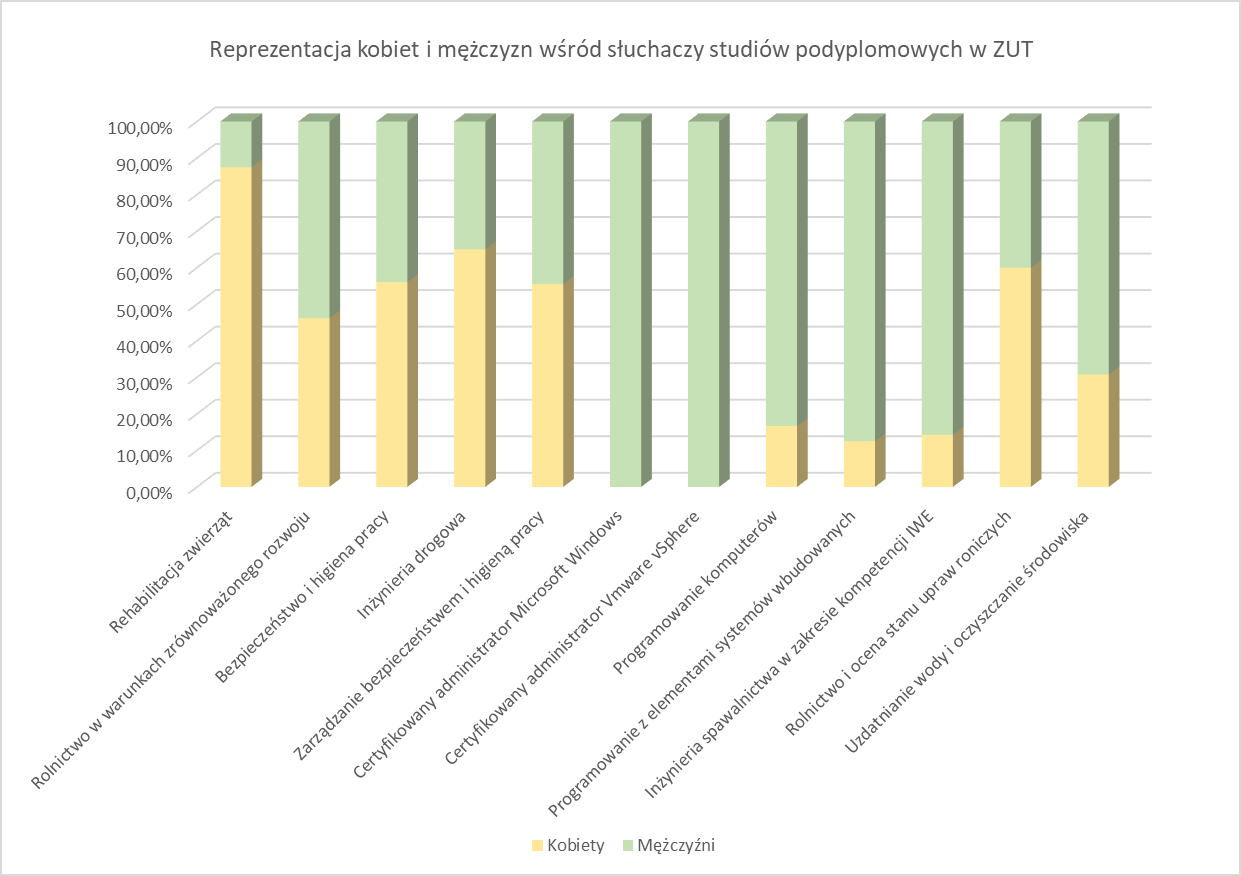 Reprezentacja kobiet i mężczyzn wśród słuchaczy studiów podyplomowych w ZUT
100,00%
90,00%
80,00%
70,00%
60,00%
50,00%
40,00%
30,00%
20,00%
10,00%
0,00%
Rehabilitacja zwierząt
Rolnictwo w warunkach zrównoważonego rozwoju
Bezpieczeństwo i higiena pracy
Inżynieria drogowa
Zarządzanie bezpieczeństwem i higieną pracy
Certyfikowany administrator Microsoft Windows
Certyfikowany administrator Vmware vSphere
Programowanie komputerów
Programowanie z elementami systemów wbudowanych
Inżynieria spawalnictwa w zakresie kompetencji IWE
Rolnictwo i ocena stanu upraw roniczych
Uzdatnianie wody i oczyszczanie środowiska
Kobiety
Mężczyźni